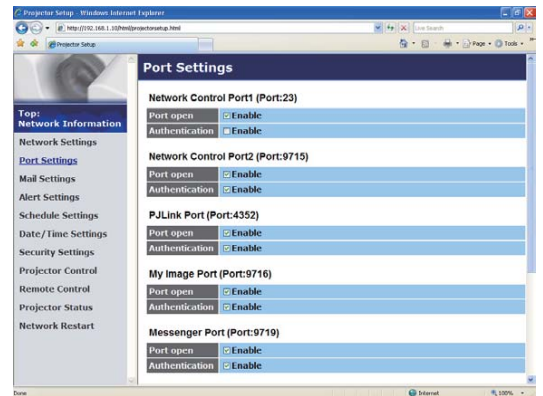 Projector Setup - Windows Internet Explorer
http://192.168.1.10/html/projectorsetup.html
Live Search
Projector Setup
Page
Tools
Port Settings
Top:
Network Information
Network Settings
Port Settings
Mail Settings
Alert Settings
Schedule Settings
Date/Time Settings
Security Settings
Projector Control
Remote Control
Projector Status
Network Restart
Network Control Port1 (Port:23)
Port open Enable
Authentication Enable
Network Control Port2 (Port:9715)
Port open Enable
Authentication Enable
PJLink Port (Port:4352)
Port open Enable
Authentication Enable
My Image Port (Port:9716)
Port open Enable
Authentication Enable
Messenger Port (Port:9719)
Port open Enable
Authentication Enable
Done
Internet
100%